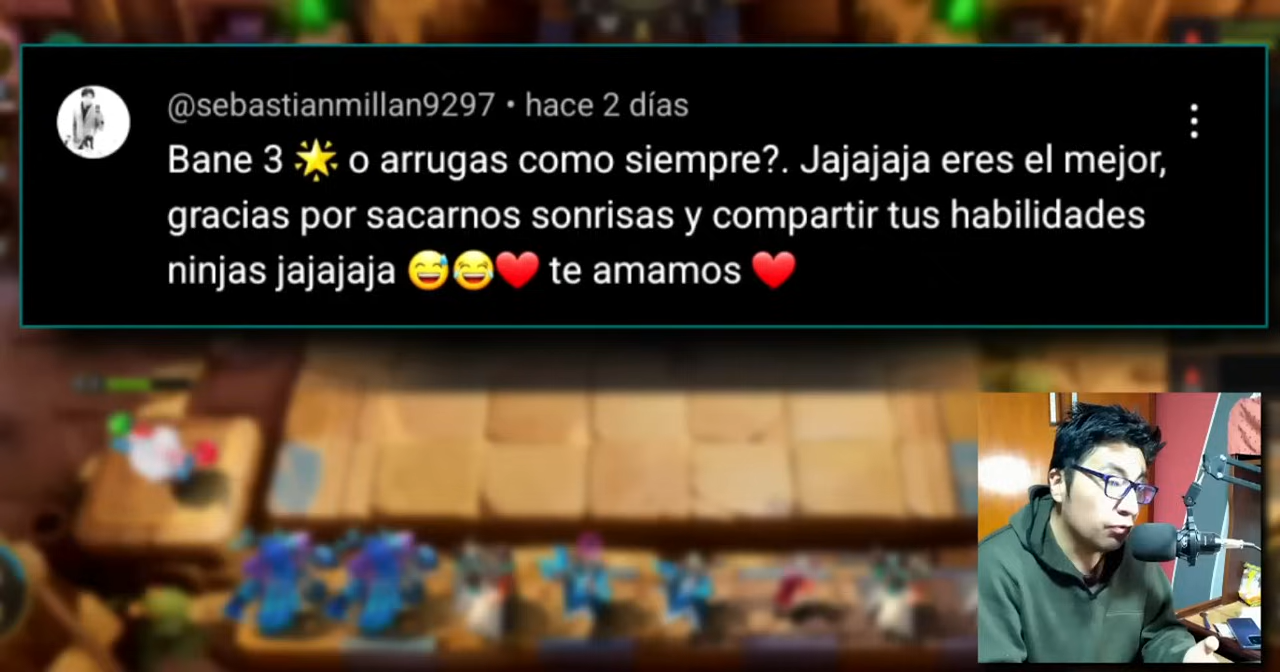 @sebastianmillan9297 • hace 2 días
Bane 3 🌟 o arrugas como siempre?. Jajajaja eres el mejor,
gracias por sacarnos sonrisas y compartir tus habilidades
ninjas jajajaja 😅😂❤️ te amamos ❤️